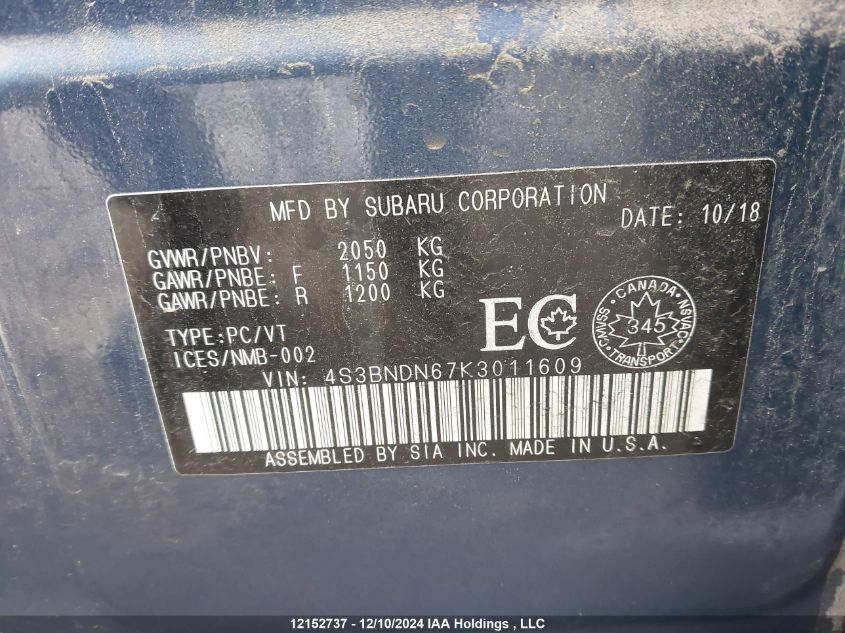 MFD BY SUBARU CORPORATION
DATE: 10/18
GVWR/PNBV: 2050 KG
GAWR/PNBE: F 1150 KG
GAWR/PNBE: R 1200 KG
TYPE:PC/VT
ICES/NMB-002
EC
CANADA
CMVSS 345 NSVAC
TRANSPORT
VIN: 4S3BNDN67K3011609
ASSEMBLED BY SIA INC. MADE IN U.S.A.
12152737 - 12/10/2024 IAA Holdings , LLC